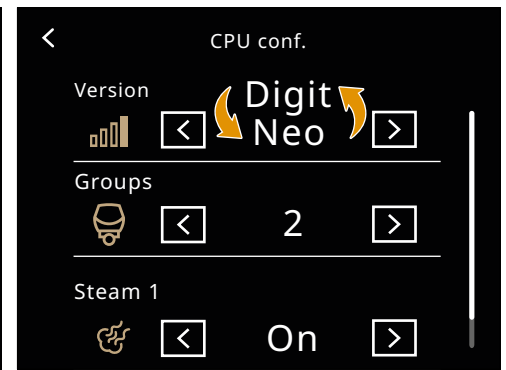 CPU conf.
Version
Digit
Neo
Groups
2
Steam 1
On